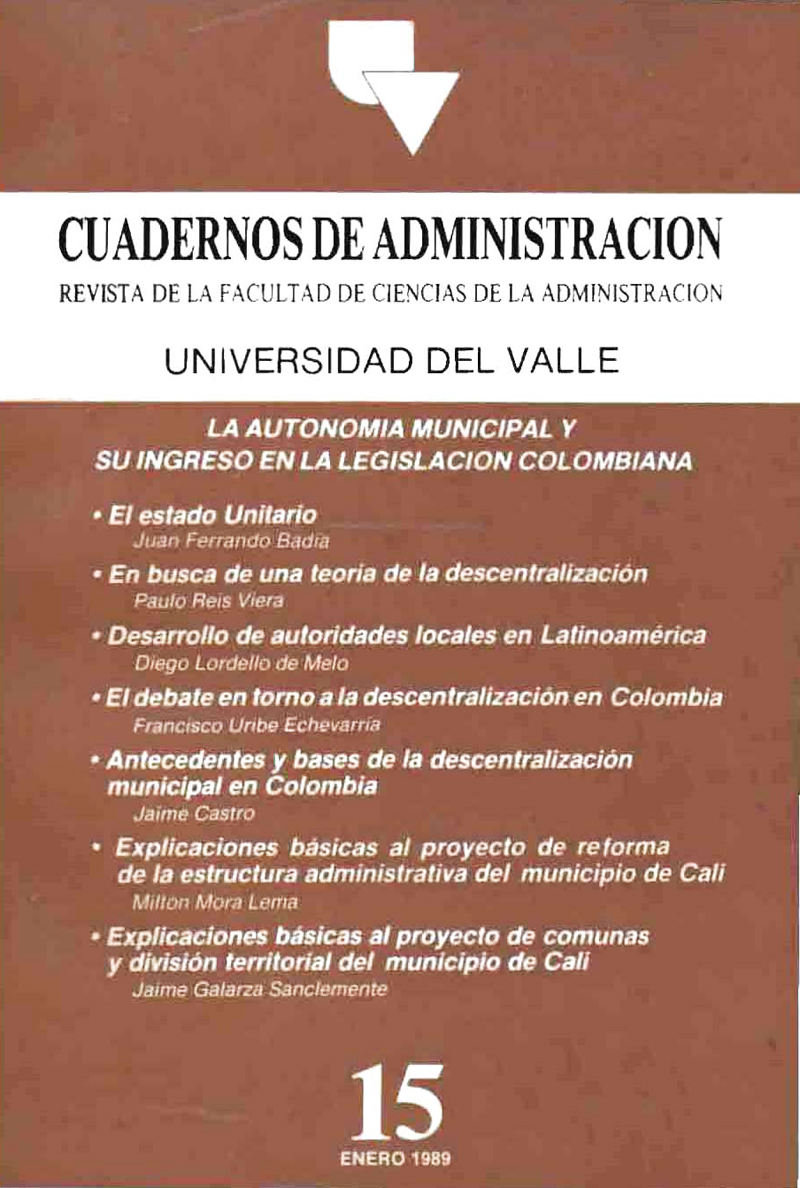 CUADERNOS DE ADMINISTRACION
REVISTA DE LA FACULTAD DE CIENCIAS DE LA ADMINISTRACION
UNIVERSIDAD DEL VALLE
LA AUTONOMIA MUNICIPAL Y
SU INGRESO EN LA LEGISLACION COLOMBIANA
• El estado Unitario
Juan Ferrando Badía
• En busca de una teoría de la descentralización
Paulo Reis Viera
• Desarrollo de autoridades locales en Latinoamérica
Diego Lordello de Melo
• El debate en torno a la descentralización en Colombia
Francisco Uribe Echevarría
• Antecedentes y bases de la descentralización
municipal en Colombia
Jaime Castro
• Explicaciones básicas al proyecto de reforma
de la estructura administrativa del municipio de Cali
Milton Mora Lema
• Explicaciones básicas al proyecto de comunas
y división territorial del municipio de Cali
Jaime Galarza Sanclemente
15
ENERO 1989